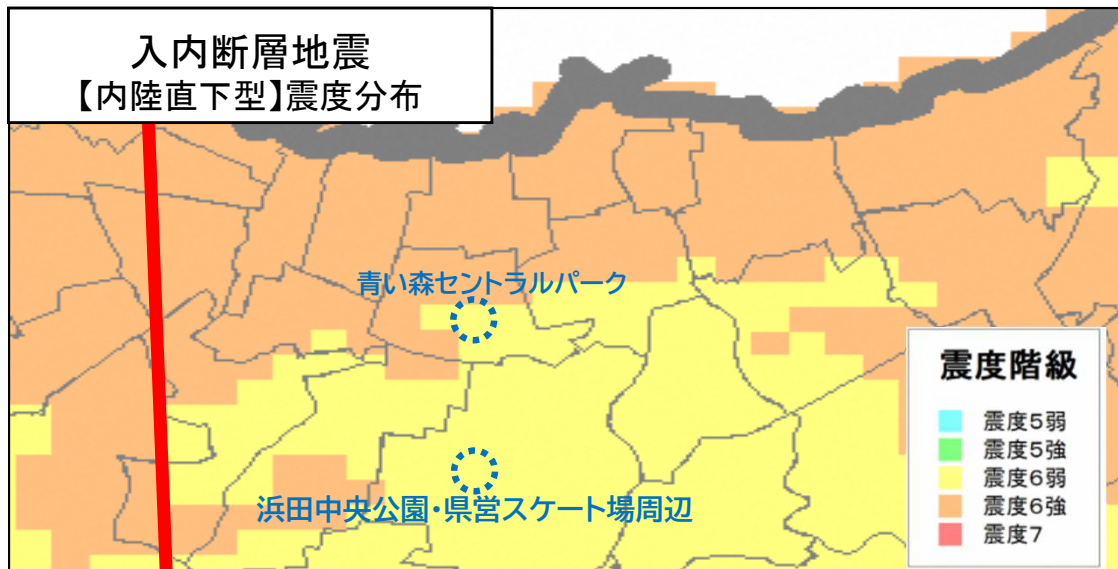 入内断層地震
【内陸直下型】震度分布
青い森セントラルパーク
浜田中央公園・県営スケート場周辺
震度階級
震度5弱
震度5強
震度6弱
震度6強
震度7